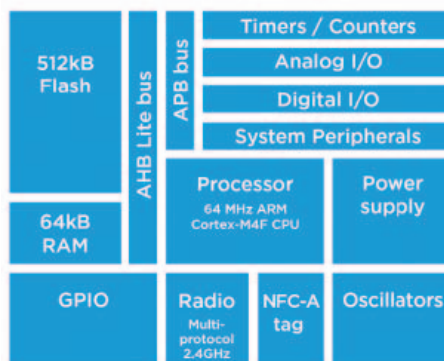 512kB
Flash
64kB
RAM
AHB Lite bus
APB bus
Timers / Counters
Analog I/O
Digital I/O
System Peripherals
Processor
64 MHz ARM
Cortex-M4F CPU
Power
supply
GPIO
Radio
Multi-
protocol
2.4GHz
NFC-A
tag
Oscillators